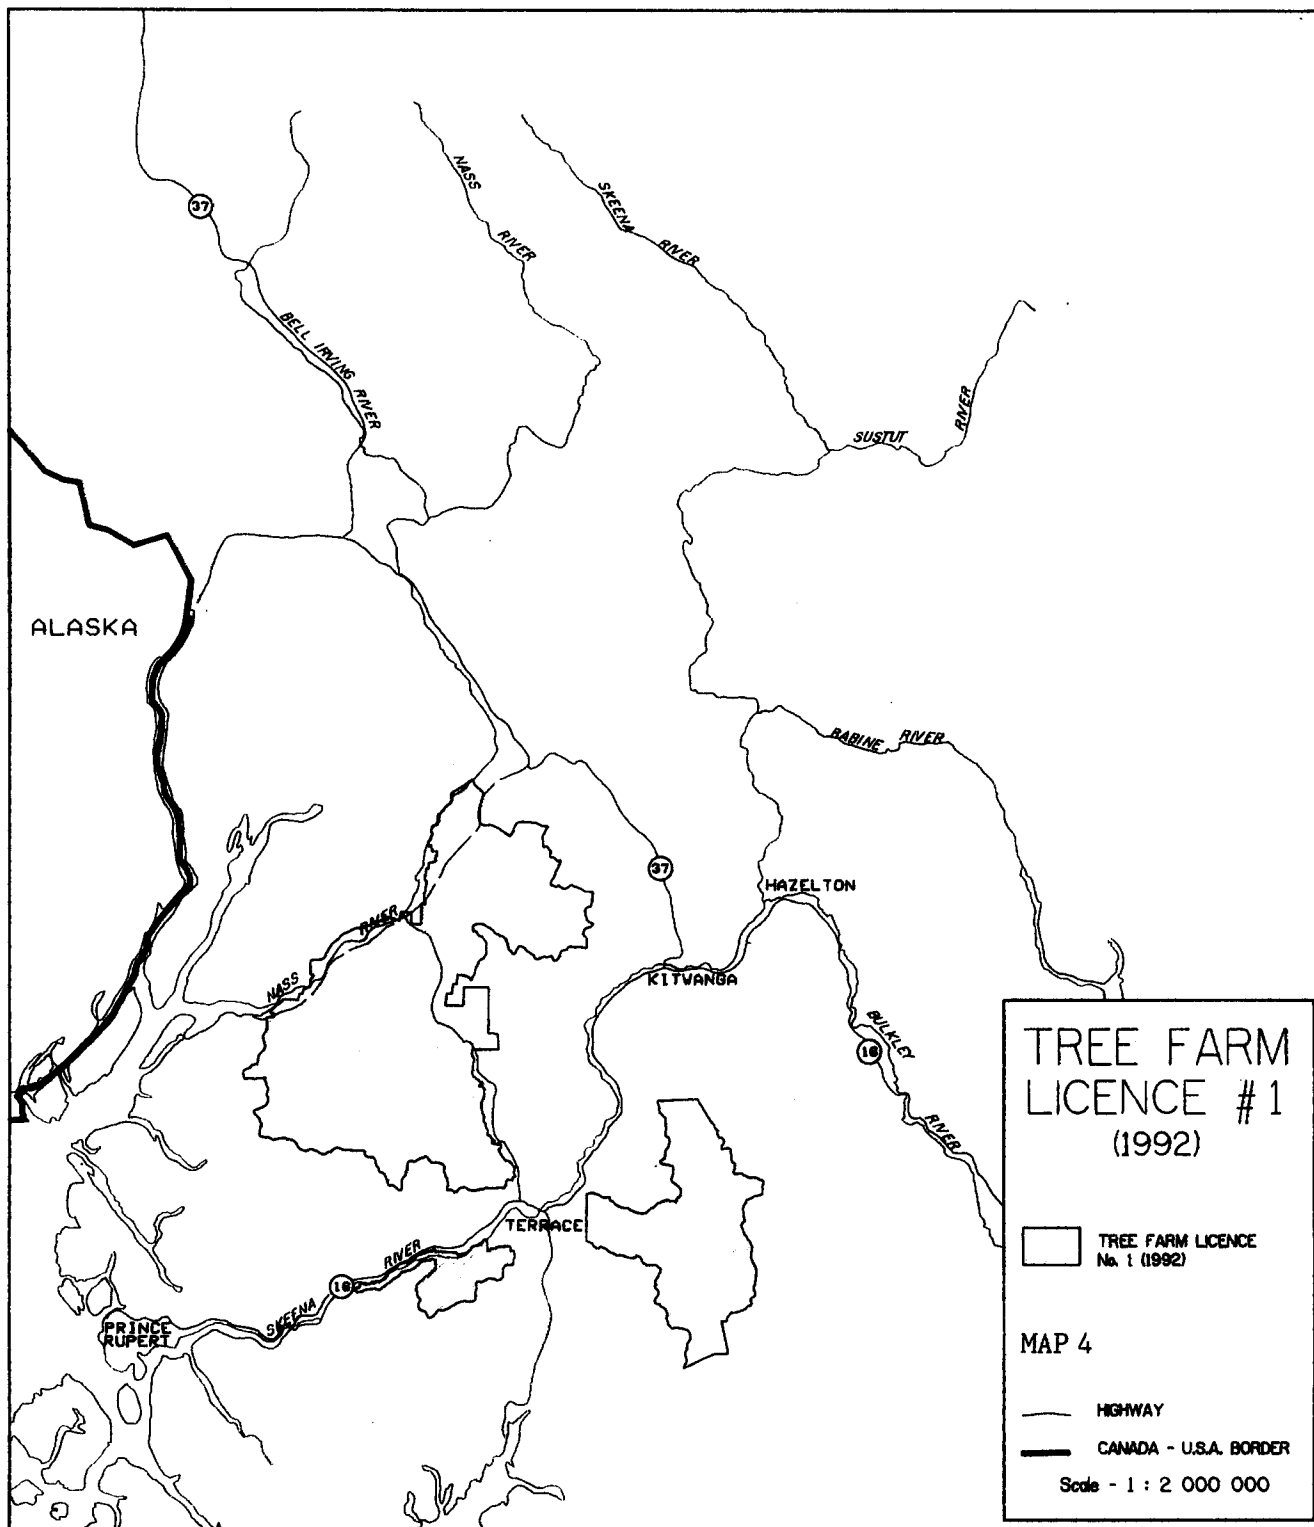 37
NASS
RIVER
SKEENA
RIVER
BELL IRVING RIVER
SUSTUT
RIVER
ALASKA
BABINE RIVER
37
HAZELTON
NASS
RIVER
KITWANGA
BULKLEY
16
RIVER
TERRACE
SKEENA
16
RIVER
PRINCE
RUPERT
TREE FARM
LICENCE #1
(1992)
TREE FARM LICENCE
No. 1 (1992)
MAP 4
HIGHWAY
CANADA - U.S.A. BORDER
Scale - 1 : 2 000 000